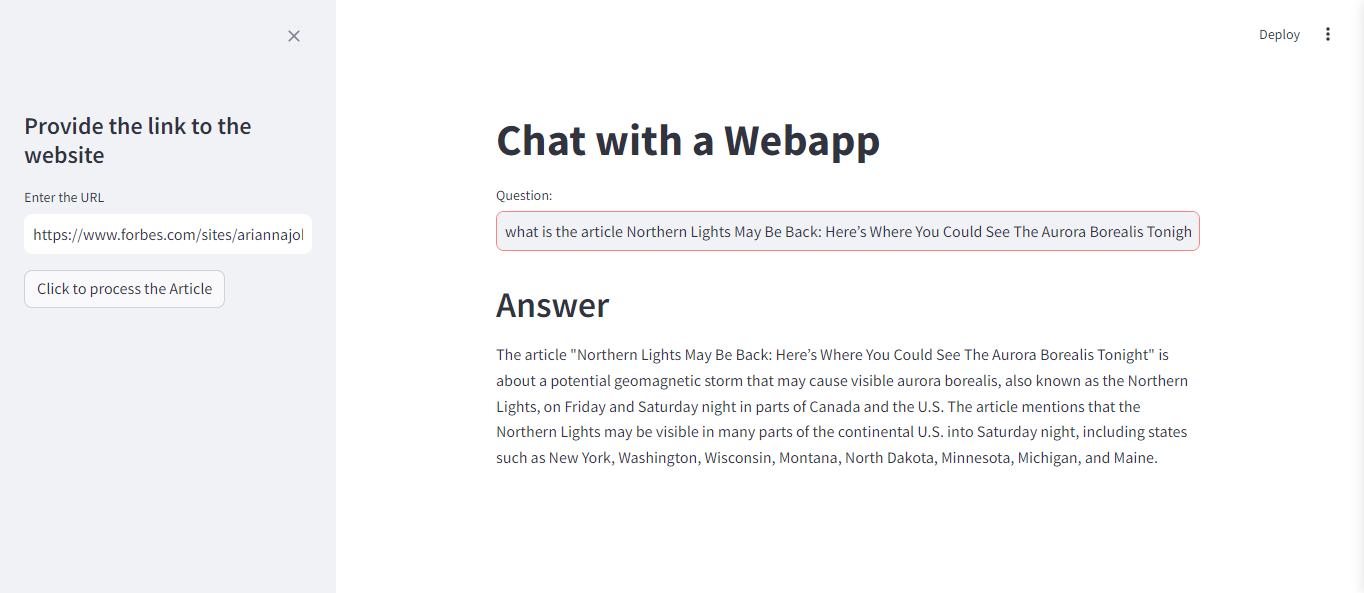 Deploy
Provide the link to the
website
Enter the URL
https://www.forbes.com/sites/ariannajol
Click to process the Article
Chat with a Webapp
Question:
what is the article Northern Lights May Be Back: Here’s Where You Could See The Aurora Borealis Tonigh
Answer
The article "Northern Lights May Be Back: Here’s Where You Could See The Aurora Borealis Tonight" is
about a potential geomagnetic storm that may cause visible aurora borealis, also known as the Northern
Lights, on Friday and Saturday night in parts of Canada and the U.S. The article mentions that the
Northern Lights may be visible in many parts of the continental U.S. into Saturday night, including states
such as New York, Washington, Wisconsin, Montana, North Dakota, Minnesota, Michigan, and Maine.